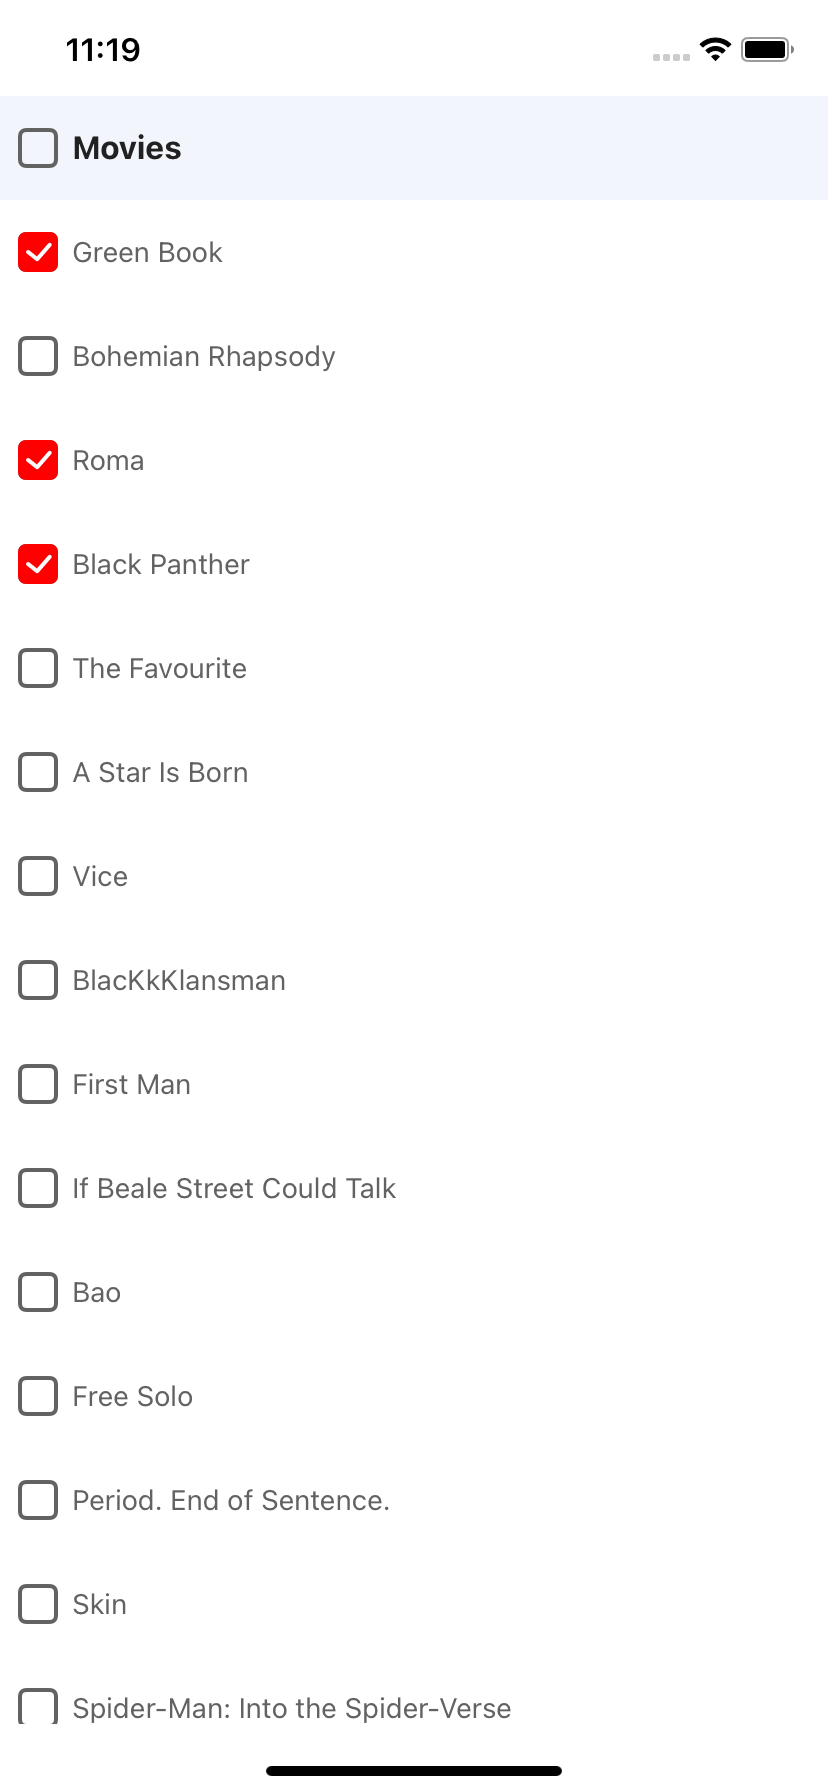 11:19
Movies
Green Book
Bohemian Rhapsody
Roma
Black Panther
The Favourite
A Star Is Born
Vice
BlacKkKlansman
First Man
If Beale Street Could Talk
Bao
Free Solo
Period. End of Sentence.
Skin
Spider-Man: Into the Spider-Verse